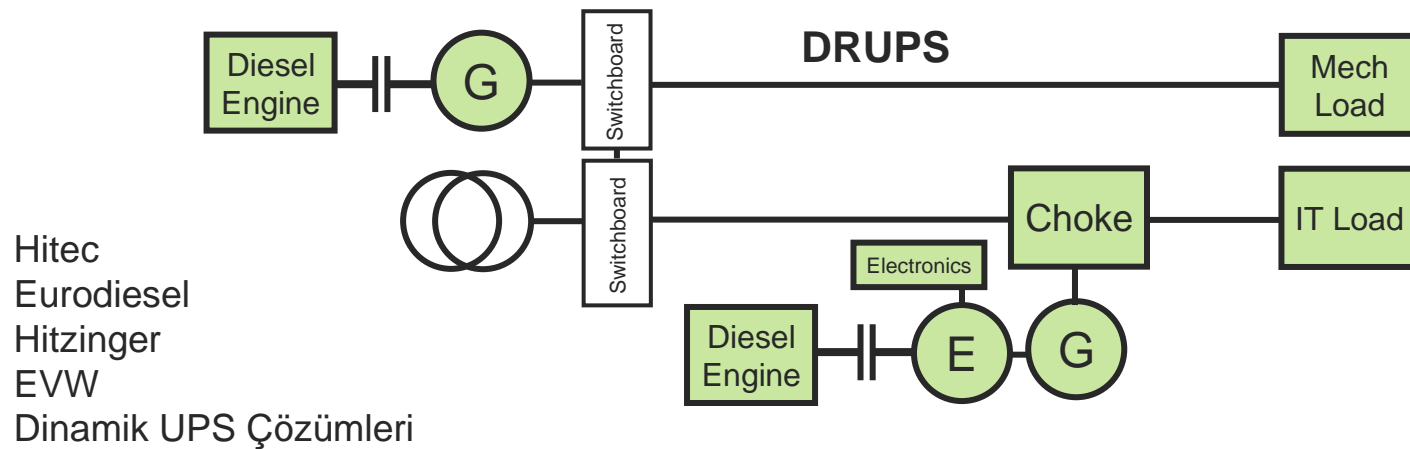 DRUPS
Diesel
Engine
G
Switchboard
Mech
Load
Switchboard
Choke
IT Load
Electronics
Diesel
Engine
E
G
Hitec
Eurodiesel
Hitzinger
EVW
Dinamik UPS Çözümleri